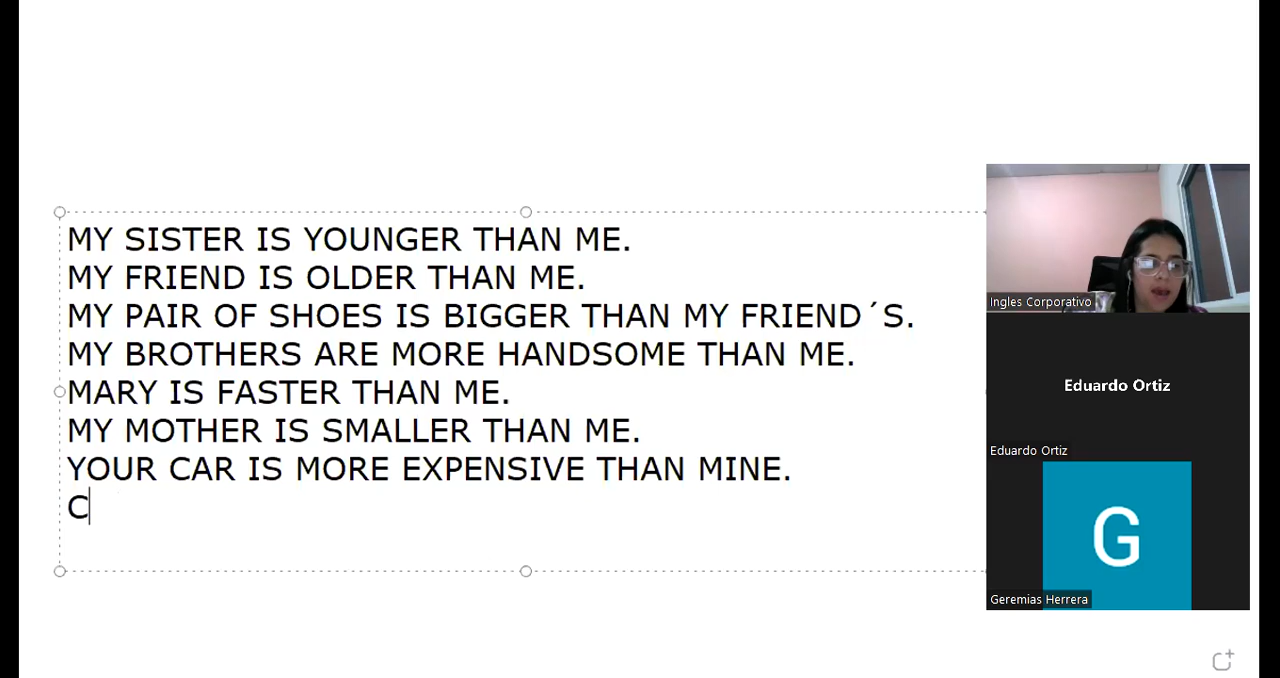 MY SISTER IS YOUNGER THAN ME.
MY FRIEND IS OLDER THAN ME.
MY PAIR OF SHOES IS BIGGER THAN MY FRIEND´S.
MY BROTHERS ARE MORE HANDSOME THAN ME.
MARY IS FASTER THAN ME.
MY MOTHER IS SMALLER THAN ME.
YOUR CAR IS MORE EXPENSIVE THAN MINE.
C
Ingles Corporativo
Eduardo Ortiz
Eduardo Ortiz
G
Geremias Herrera